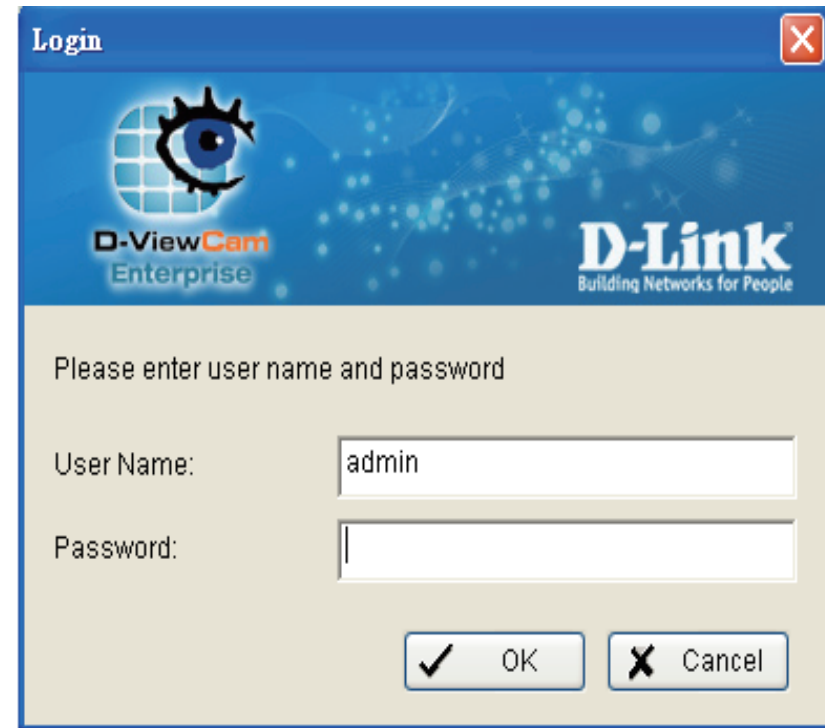 Login
D-ViewCam
Enterprise
D-Link
Building Networks for People
Please enter user name and password
User Name:
admin
Password:
OK
Cancel